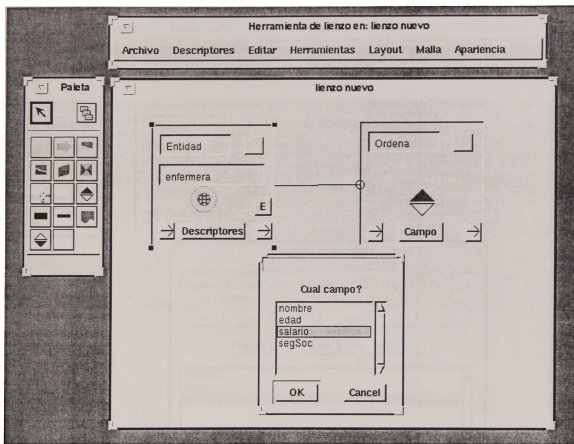 Herramienta de lienzo en: lienzo nuevo
Archivo Descriptores Editar Herramientas Layout Malla Apariencia
Paleta
lienzo nuevo
Entidad
enfermera
E
Descriptores
Ordena
Campo
Cual campo?
nombre
edad
salario
segSoc
OK Cancel